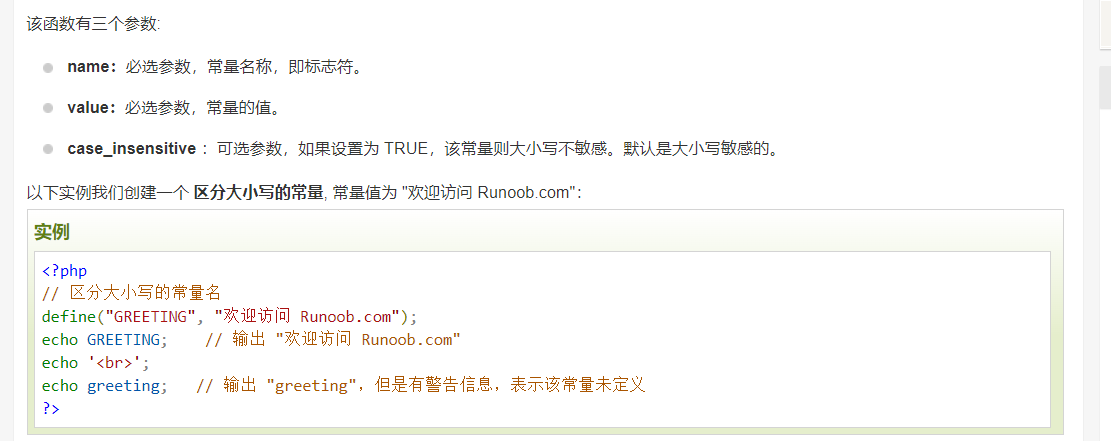 该函数有三个参数:
name：必选参数，常量名称，即标志符。
value：必选参数，常量的值。
case_insensitive ：可选参数，如果设置为 TRUE，该常量则大小写不敏感。默认是大小写敏感的。
以下实例我们创建一个 区分大小写的常量, 常量值为 "欢迎访问 Runoob.com"：
实例
<?php
// 区分大小写的常量名
define("GREETING", "欢迎访问 Runoob.com");
echo GREETING;    // 输出 "欢迎访问 Runoob.com"
echo '<br>';
echo greeting;   // 输出 "greeting"，但是有警告信息，表示该常量未定义
?>